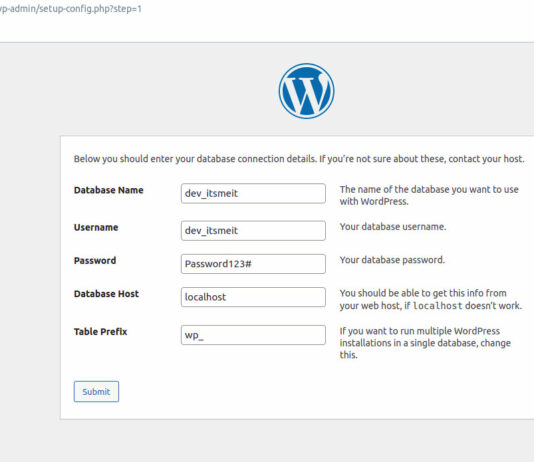 vp-admin/setup-config.php?step=1
Below you should enter your database connection details. If you're not sure about these, contact your host.
Database Name
dev_itsmeit
The name of the database you want to use
with WordPress.
Username
dev_itsmeit
Your database username.
Password
Password123#
Your database password.
Database Host
localhost
You should be able to get this info from
your web host, if localhost doesn't work.
Table Prefix
wp_
If you want to run multiple WordPress
installations in a single database, change
this.
Submit